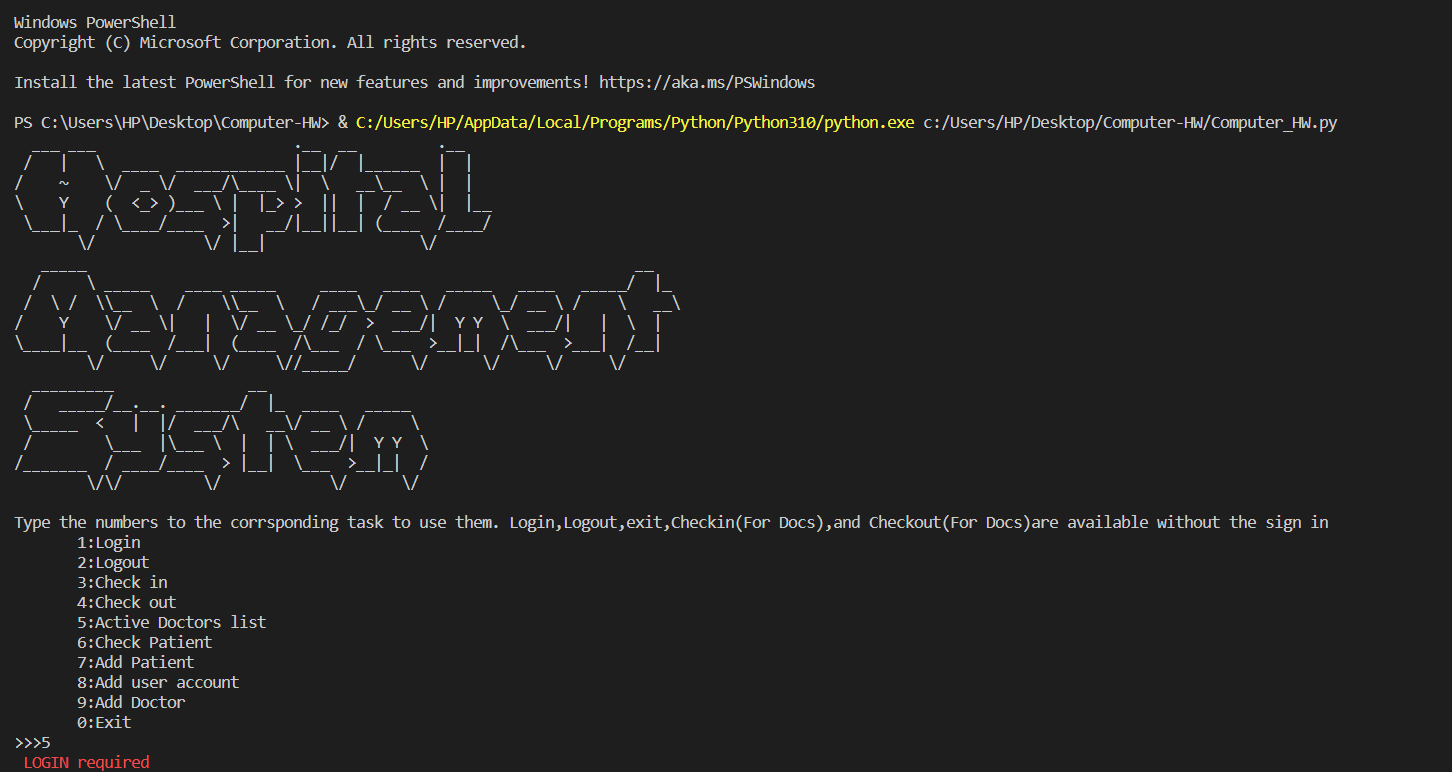 Windows PowerShell
Copyright (C) Microsoft Corporation. All rights reserved.
Install the latest PowerShell for new features and improvements! https://aka.ms/PSWindows
PS C:\Users\HP\Desktop\Computer-HW> & C:/Users/HP/AppData/Local/Programs/Python/Python310/python.exe c:/Users/HP/Desktop/Computer-HW/Computer_HW.py
Hospital
Management
System
Type the numbers to the corrsponding task to use them. Login,Logout,exit,Checkin(For Docs),and Checkout(For Docs)are available without the sign in
1:Login
2:Logout
3:Check in
4:Check out
5:Active Doctors list
6:Check Patient
7:Add Patient
8:Add user account
9:Add Doctor
0:Exit
>>>5
LOGIN required